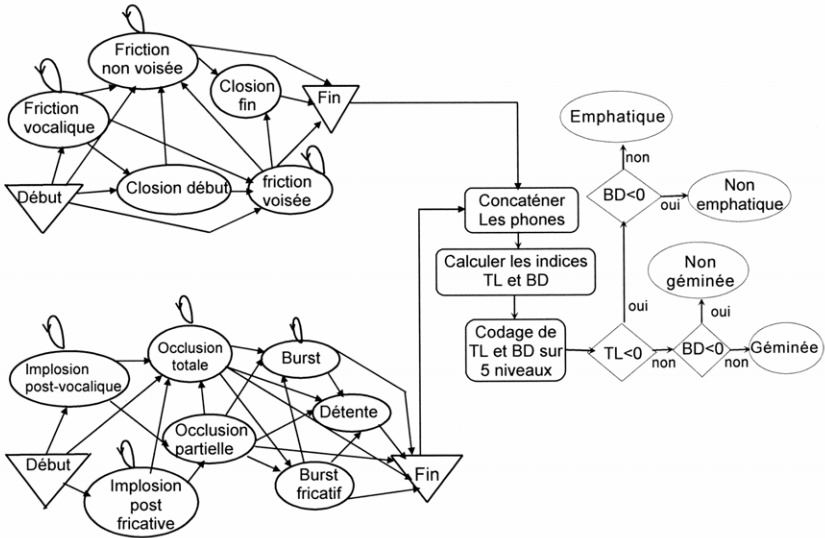 Friction
non voisée
Closion
fin
Fin
Friction
vocalique
Début
Closion début
friction
voisée
Emphatique
non
BD<0
oui
Non
emphatique
Concaténer
Les phones
Calculer les indices
TL et BD
Codage de
TL et BD sur
5 niveaux
oui
TL<0
non
Non
géminée
oui
BD<0
non
Géminée
Implosion
post-vocalique
Occlusion
totale
Burst
Détente
Occlusion
partielle
Début
Implosion
post
fricative
Burst
fricatif
Fin